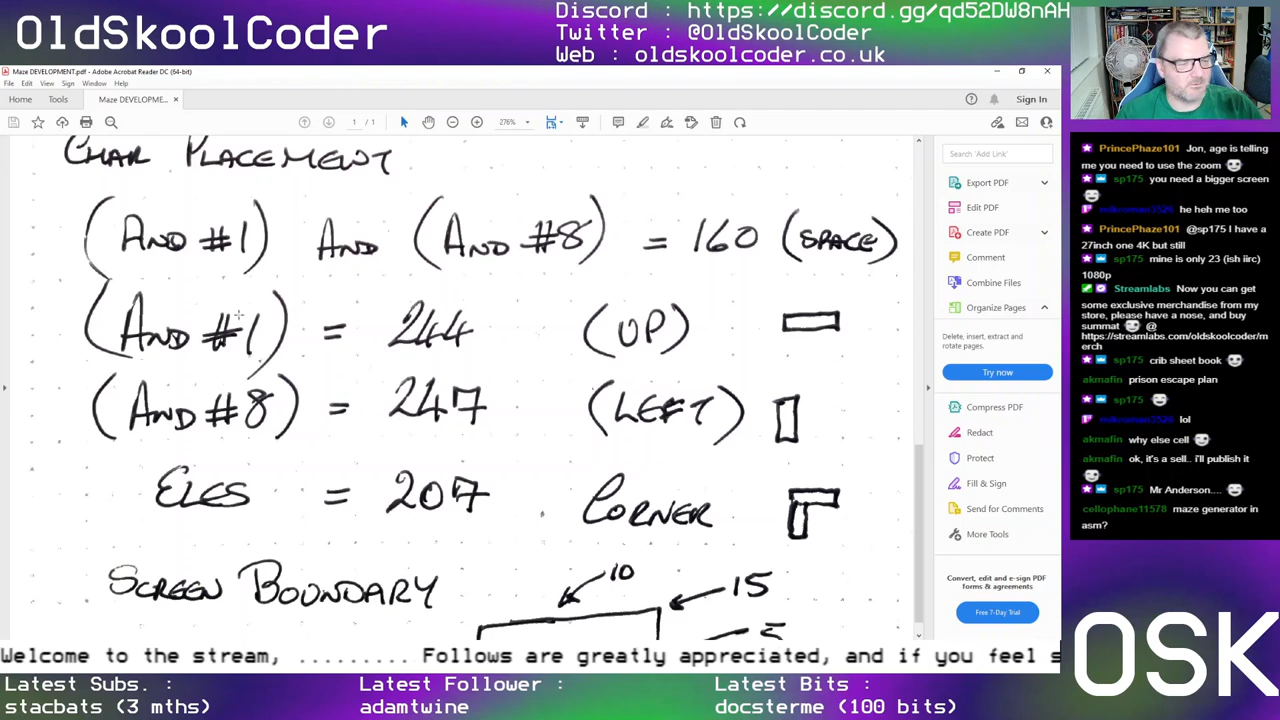 OldSkoolCoder
Discord : https://discord.gg/qd52DW8nAH
Twitter : @OldSkoolCoder
Web : oldskoolcoder.co.uk
Maze DEVELOPMENT.pdf - Adobe Acrobat Reader DC (64-bit)
File Edit View Sign Window Help
Home Tools Maze DEVELOPME... × Sign In
1 / 1 276%
CHAR PLACEMENT
(AND #1) AND (AND #8) = 160 (SPACE)
(AND #1) = 244 (UP)
(AND #8) = 247 (LEFT)
ELES = 207 CORNER
SCREEN BOUNDARY
10
15
5
Search 'Add Link'
Export PDF
Edit PDF
Create PDF
Comment
Combine Files
Organize Pages
Delete, insert, extract and
rotate pages.
Try now
Compress PDF
Redact
Protect
Fill & Sign
Send for Comments
More Tools
Convert, edit and e-sign PDF
forms & agreements
Free 7-Day Trial
PrincePhaze101 Jon, age is telling
me you need to use the zoom
sp175 you need a bigger screen
he heh me too
PrincePhaze101 @sp175 I have a
27inch one 4K but still
sp175 mine is only 23 (ish iirc)
1080p
Streamlabs Now you can get
some exclusive merchandise from my
store, please have a nose, and buy
summat @
https://streamlabs.com/oldskoolcoder/m
erch
sp175 crib sheet book
akmafin prison escape plan
sp175
lol
akmafin why else cell
akmafin ok, it's a sell.. i'll publish it
sp175 Mr Anderson....
cellophane11578 maze generator in
asm?
OSK
Welcome to the stream, ......... Follows are greatly appreciated, and if you feel s
Latest Subs. :
stacbats (3 mths)
Latest Follower :
adamtwine
Latest Bits :
docsterme (100 bits)